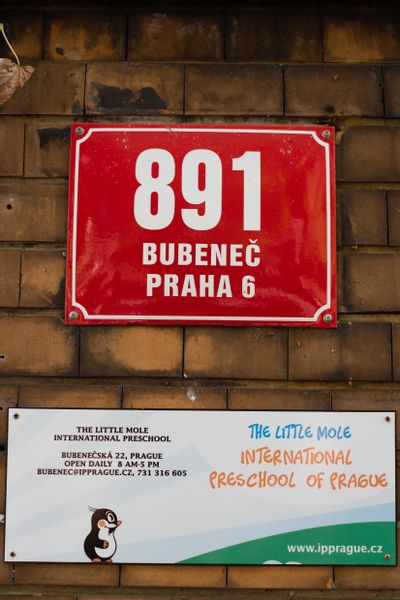 891
BUBENEČ
PRAHA 6
THE LITTLE MOLE
INTERNATIONAL PRESCHOOL
BUBENEČSKÁ 22, PRAGUE
OPEN DAILY 8 AM-5 PM
BUBENEC@IPPRAGUE.CZ, 731 316 605
THE LITTLE MOLE
INTERNATIONAL
PRESCHOOL OF PRAGUE
www.ipprague.cz